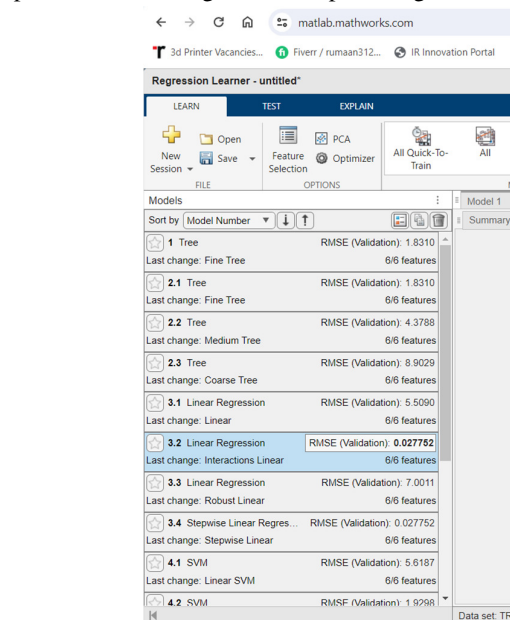 matlab.mathworks.com
3d Printer Vacancies... Fiverr / rumaan312... IR Innovation Portal
Regression Learner - untitled*
LEARN TEST EXPLAIN
New Session Open Save Feature Selection PCA Optimizer All Quick-To-Train All
FILE OPTIONS
Models Model 1
Sort by Model Number Summary
1 Tree RMSE (Validation): 1.8310
Last change: Fine Tree 6/6 features
2.1 Tree RMSE (Validation): 1.8310
Last change: Fine Tree 6/6 features
2.2 Tree RMSE (Validation): 4.3788
Last change: Medium Tree 6/6 features
2.3 Tree RMSE (Validation): 8.9029
Last change: Coarse Tree 6/6 features
3.1 Linear Regression RMSE (Validation): 5.5090
Last change: Linear 6/6 features
3.2 Linear Regression RMSE (Validation): 0.027752
Last change: Interactions Linear 6/6 features
3.3 Linear Regression RMSE (Validation): 7.0011
Last change: Robust Linear 6/6 features
3.4 Stepwise Linear Regres... RMSE (Validation): 0.027752
Last change: Stepwise Linear 6/6 features
4.1 SVM RMSE (Validation): 5.6187
Last change: Linear SVM 6/6 features
4.2 SVM RMSE (Validation): 1.9298
Data set: TR